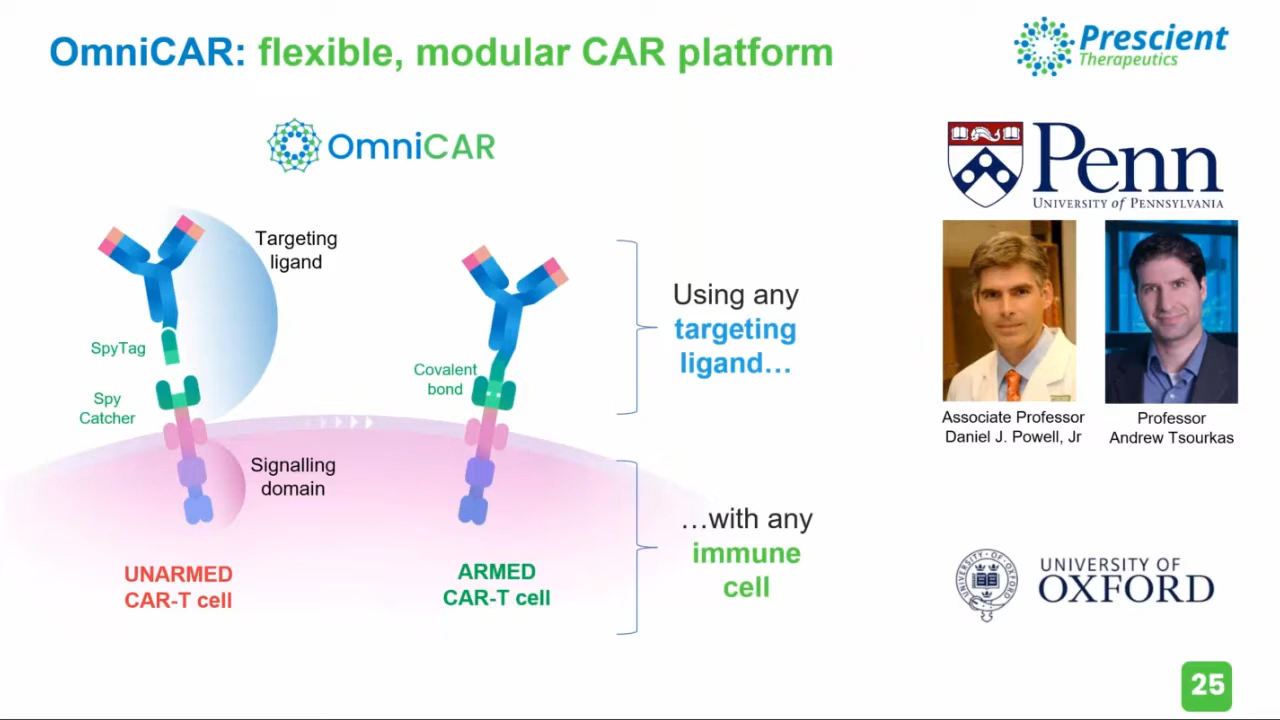 OmniCAR: flexible, modular CAR platform
Prescient
Therapeutics
OmniCAR
Targeting
ligand
SpyTag
Spy
Catcher
Signalling
domain
UNARMED
CAR-T cell
Covalent
bond
ARMED
CAR-T cell
Using any
targeting
ligand…
…with any
immune
cell
Penn
UNIVERSITY of PENNSYLVANIA
Associate Professor
Daniel J. Powell, Jr
Professor
Andrew Tsourkas
UNIVERSITY OF
OXFORD
25